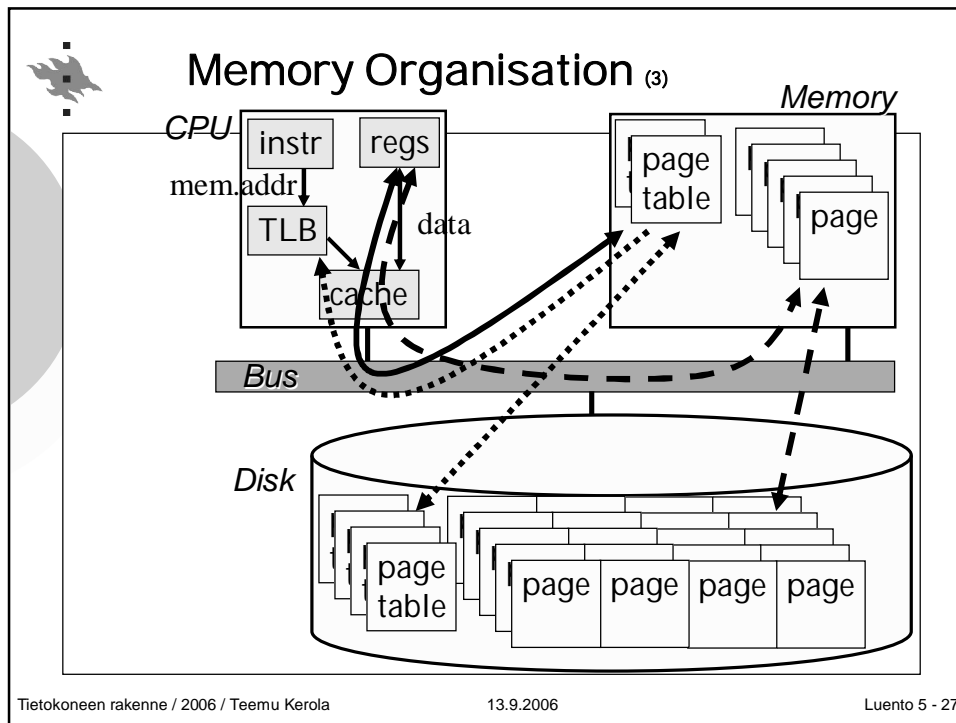 Memory Organisation (3)
CPU
Memory
instr
regs
mem.addr
TLB
data
cache
page
table
page
Bus
Disk
page
table
page
page
page
page
Tietokoneen rakenne / 2006 / Teemu Kerola
13.9.2006
Luento 5 - 27